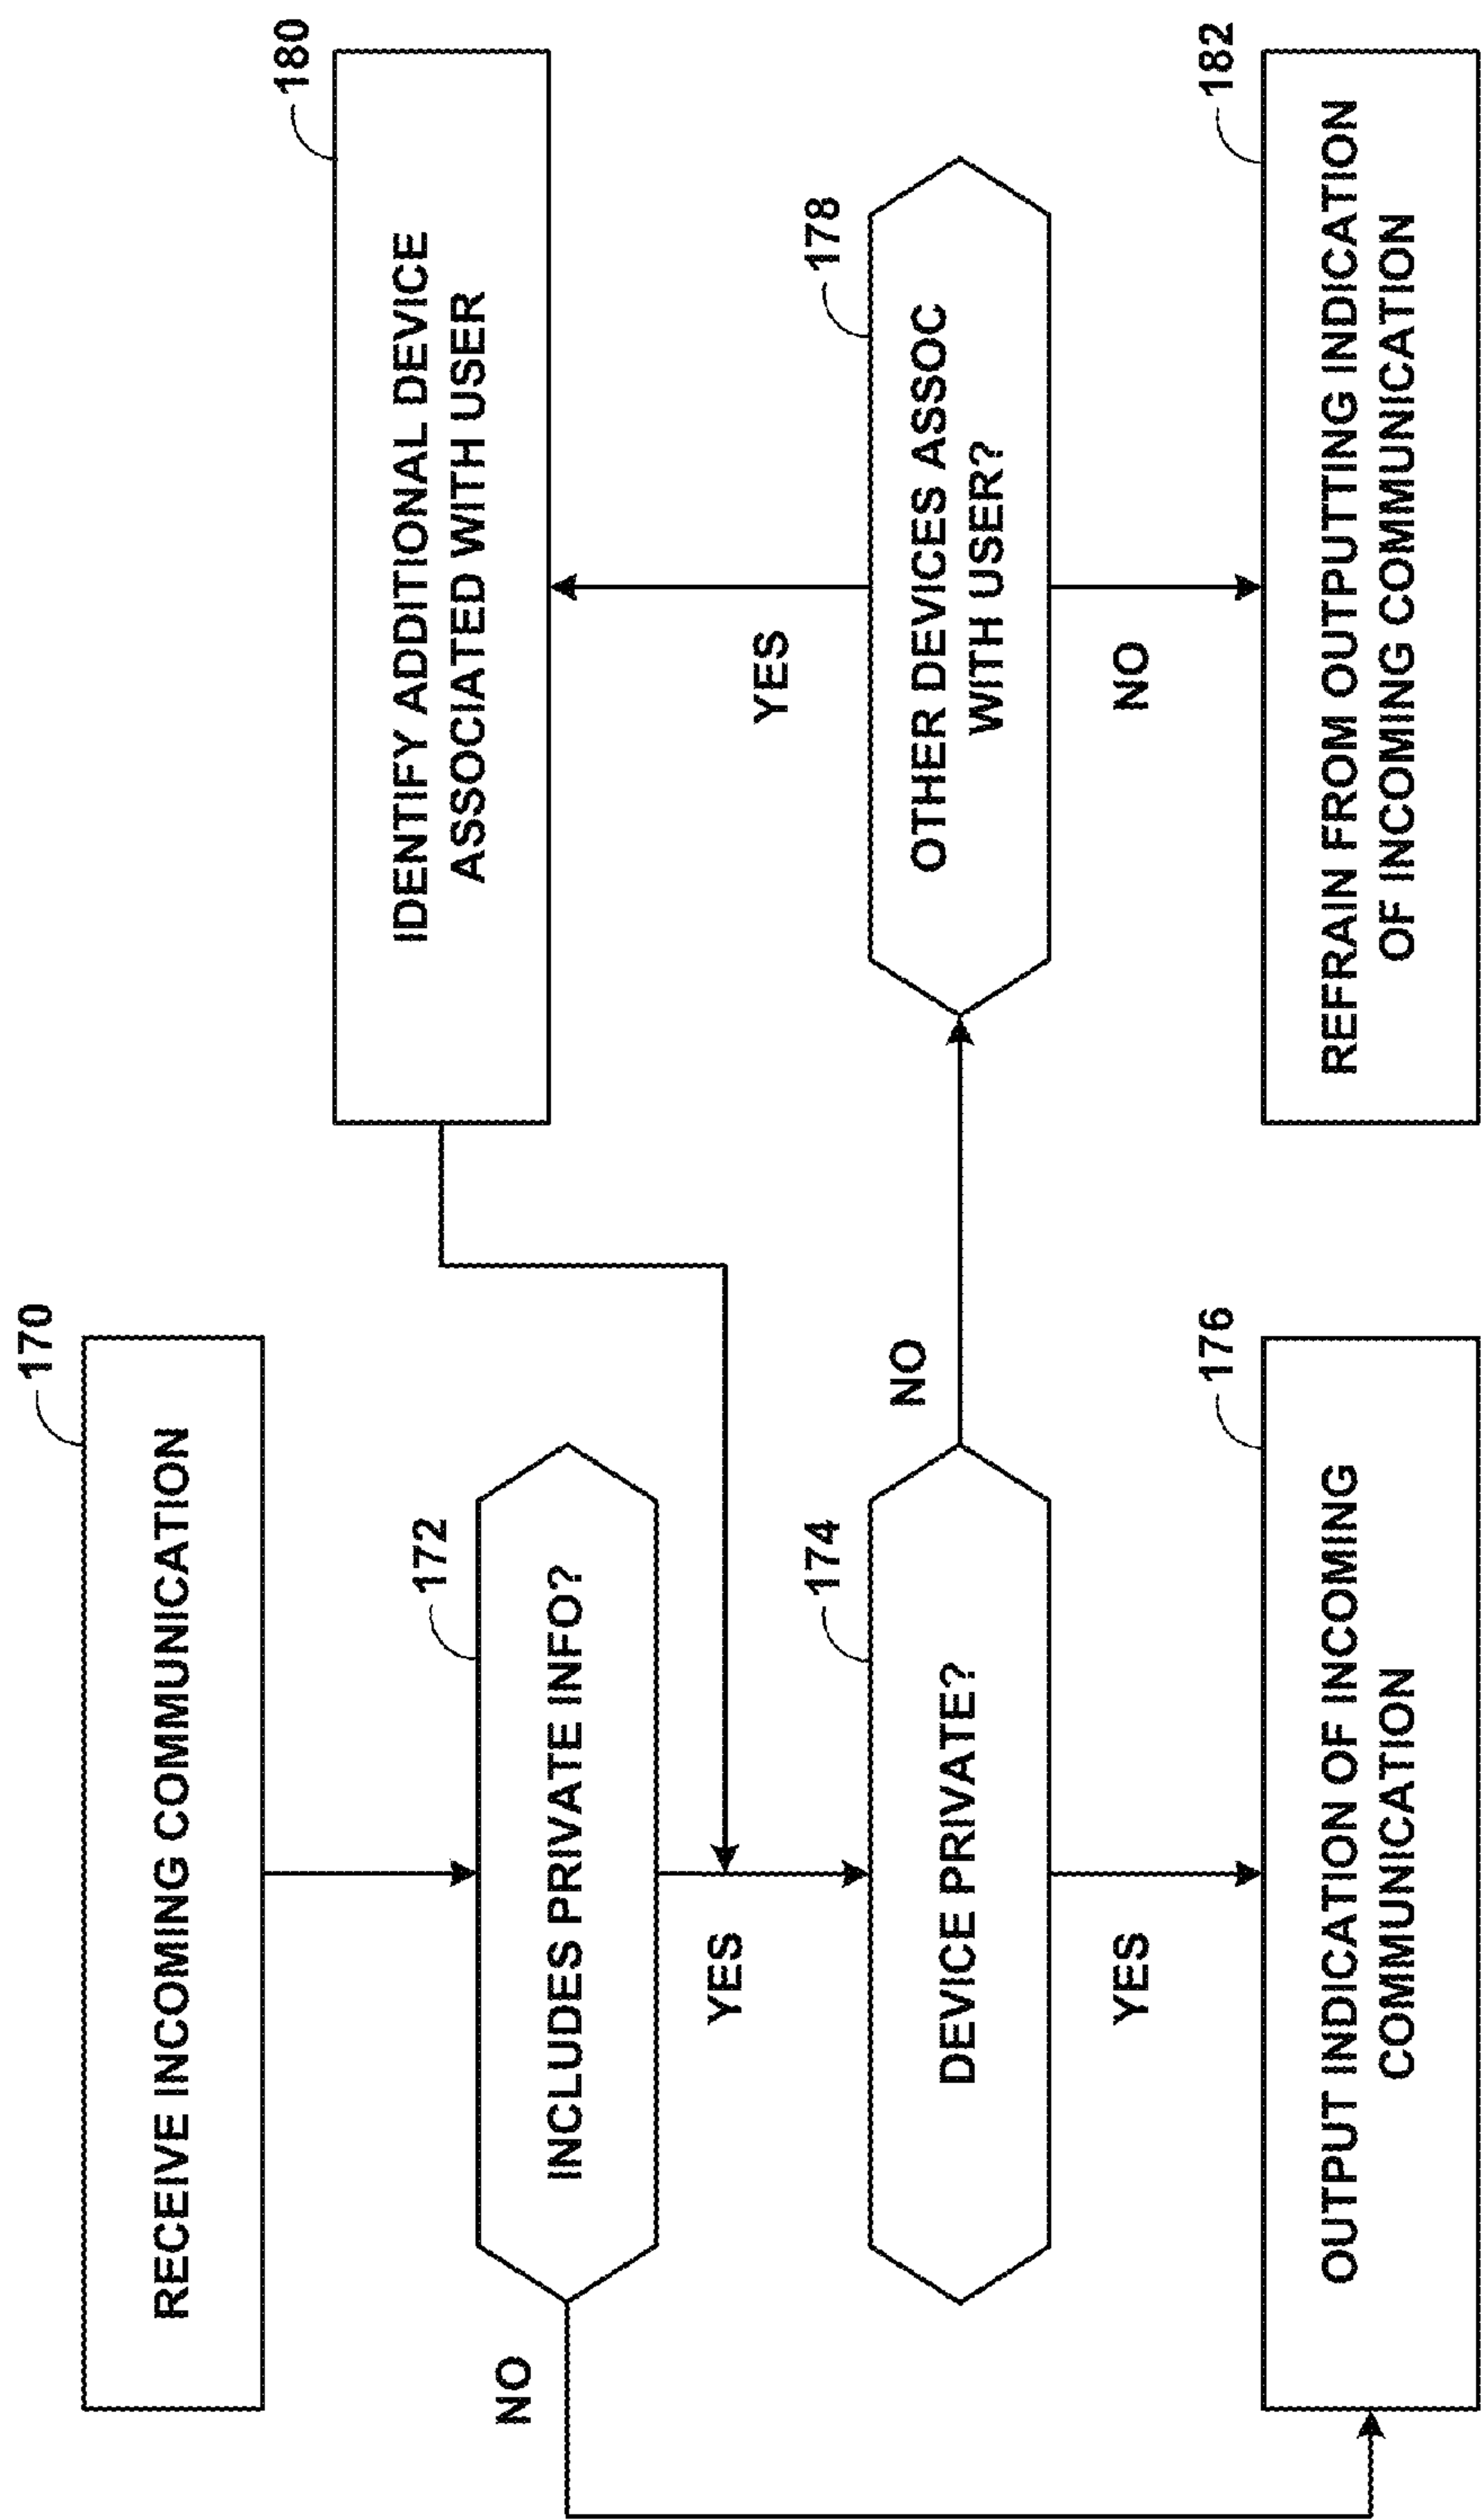 170
RECEIVE INCOMING COMMUNICATION
172
INCLUDES PRIVATE INFO?
NO
YES
174
DEVICE PRIVATE?
NO
YES
176
OUTPUT INDICATION OF INCOMING
COMMUNICATION
180
IDENTIFY ADDITIONAL DEVICE
ASSOCIATED WITH USER
YES
178
OTHER DEVICES ASSOC
WITH USER?
NO
182
REFRAIN FROM OUTPUTTING INDICATION
OF INCOMING COMMUNICATION